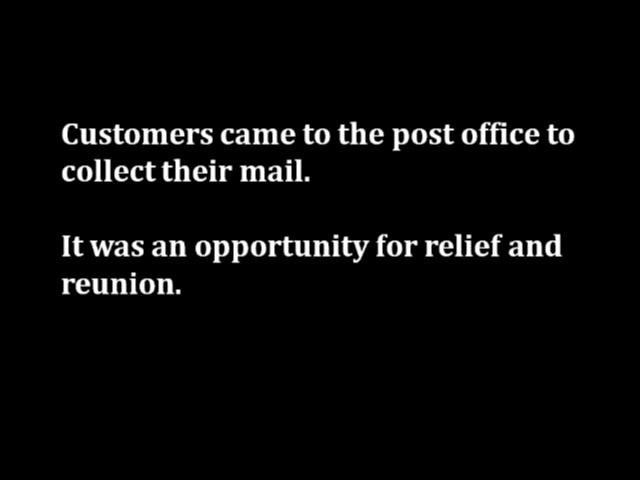 Customers came to the post office to
collect their mail.
It was an opportunity for relief and
reunion.